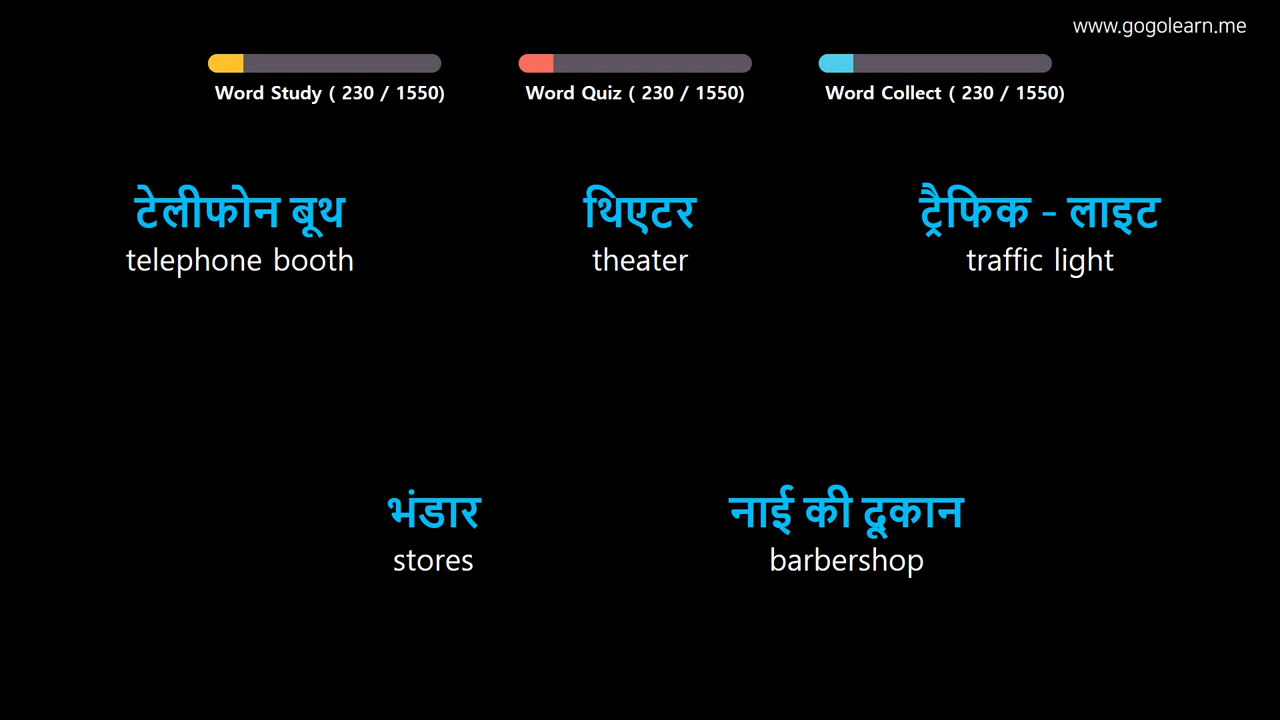 www.gogolearn.me
Word Study ( 230 / 1550)
Word Quiz ( 230 / 1550)
Word Collect ( 230 / 1550)
टेलीफोन बूथ
telephone booth
थिएटर
theater
ट्रैफिक - लाइट
traffic light
भंडार
stores
नाई की दूकान
barbershop